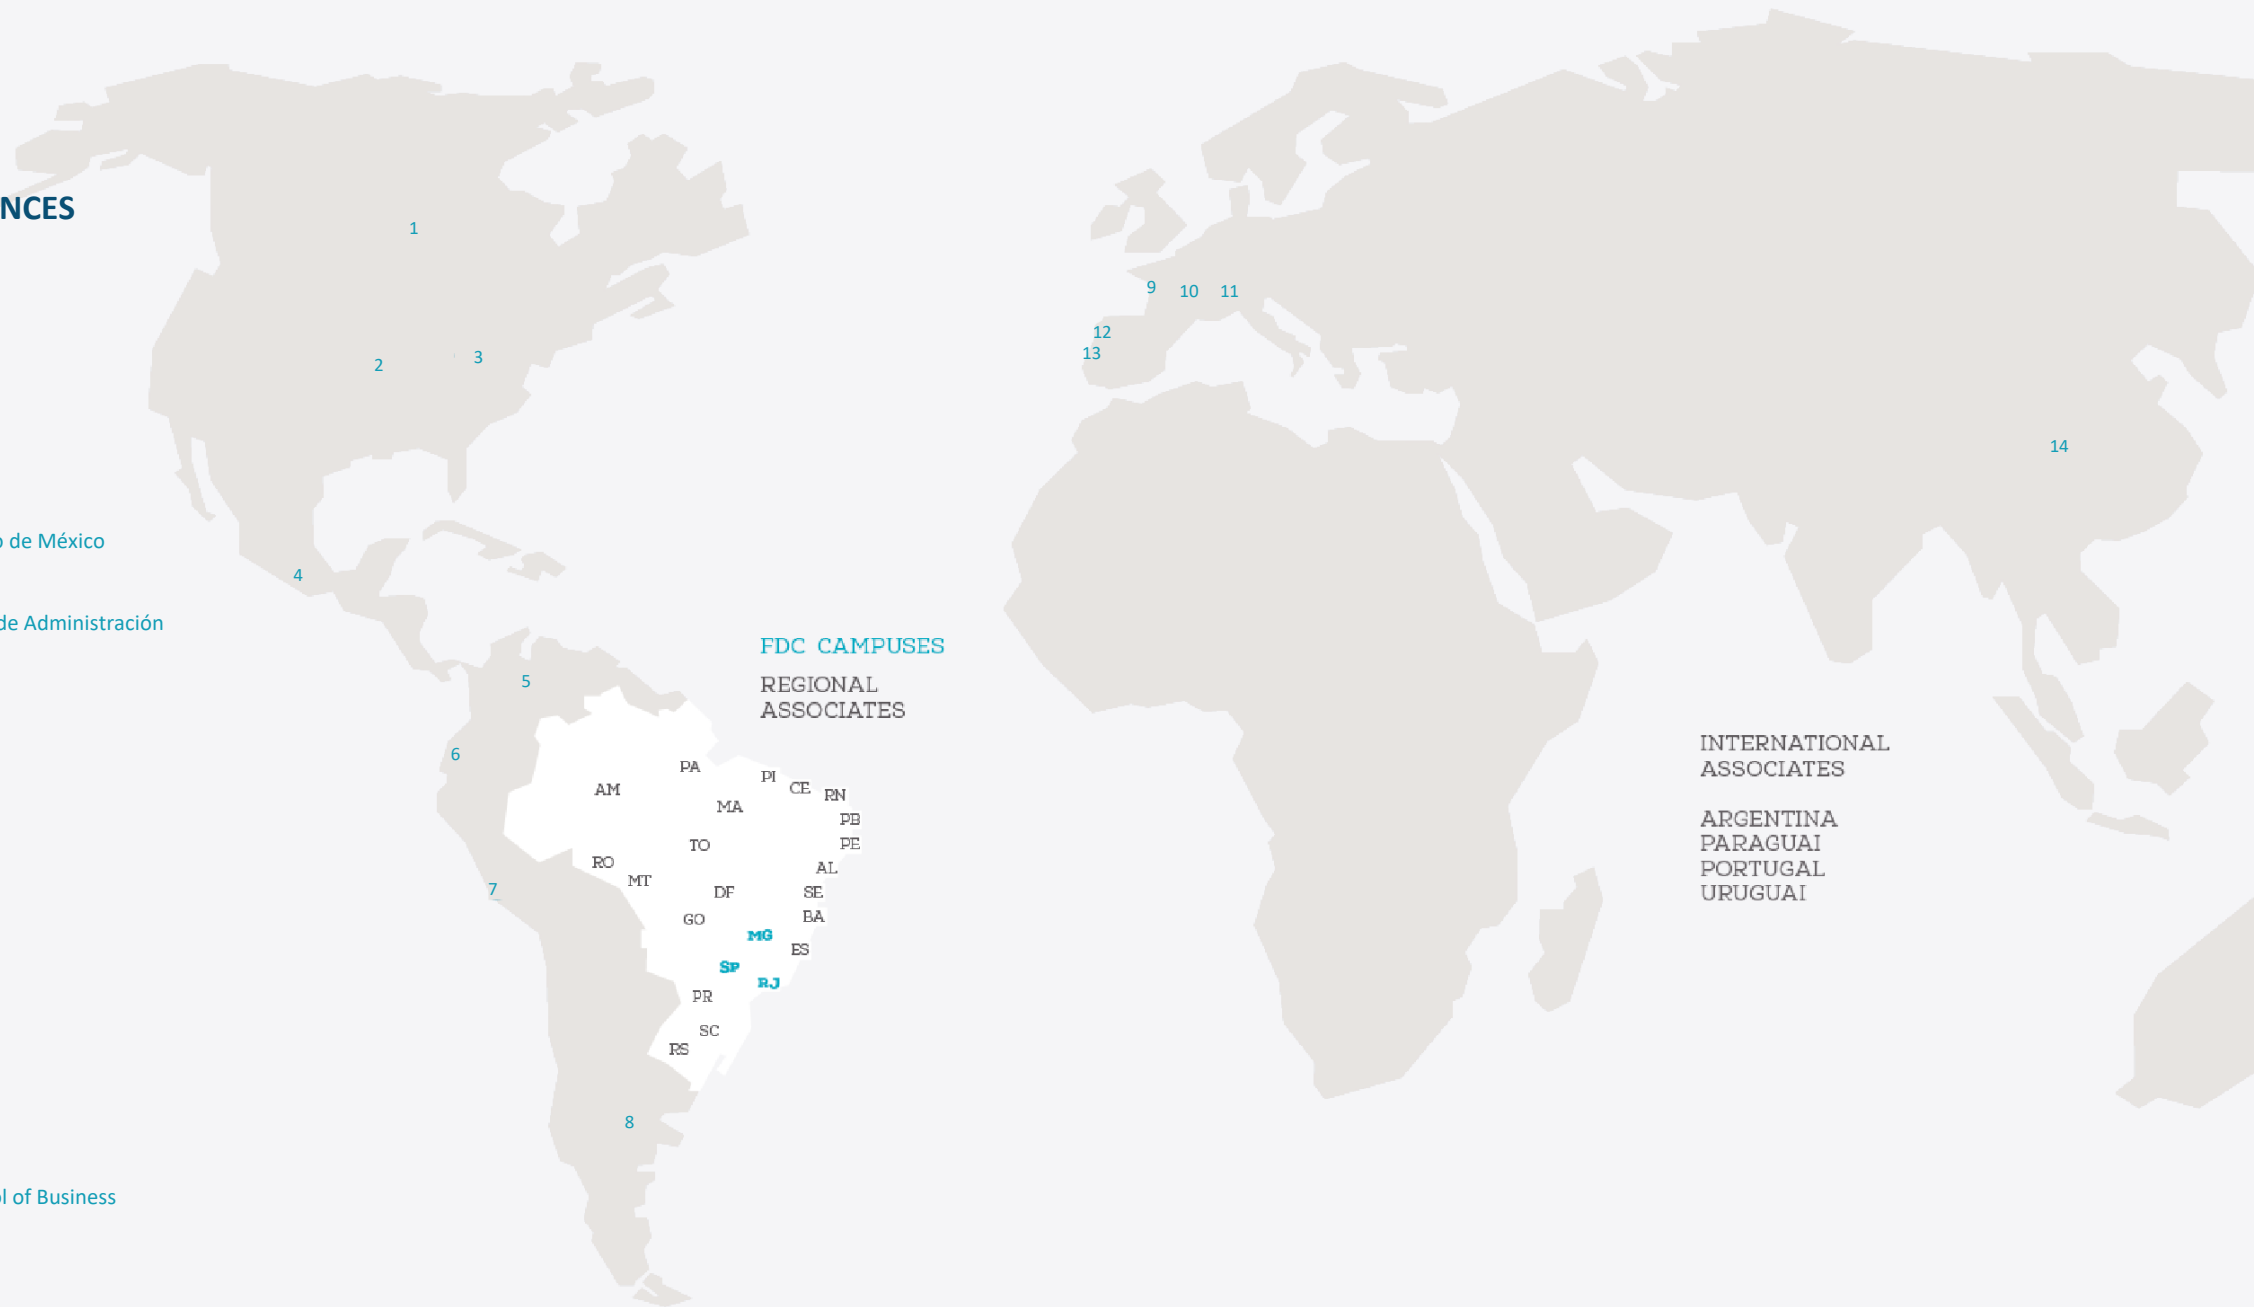 NCES
1
9
10
11
12
3
13
2
14
o de México
4
de Administración
FDC CAMPUSES
5
REGIONAL
ASSOCIATES
INTERNATIONAL
ASSOCIATES
6
PA
PI
CE
AM
RN
MA
PB
ARGENTINA
PARAGUAI
PORTUGAL
URUGUAI
TO
PE
RO
AL
MT
7
DF
SE
GO
BA
MG
ES
SP
RJ
PR
SC
RS
8
l of Business